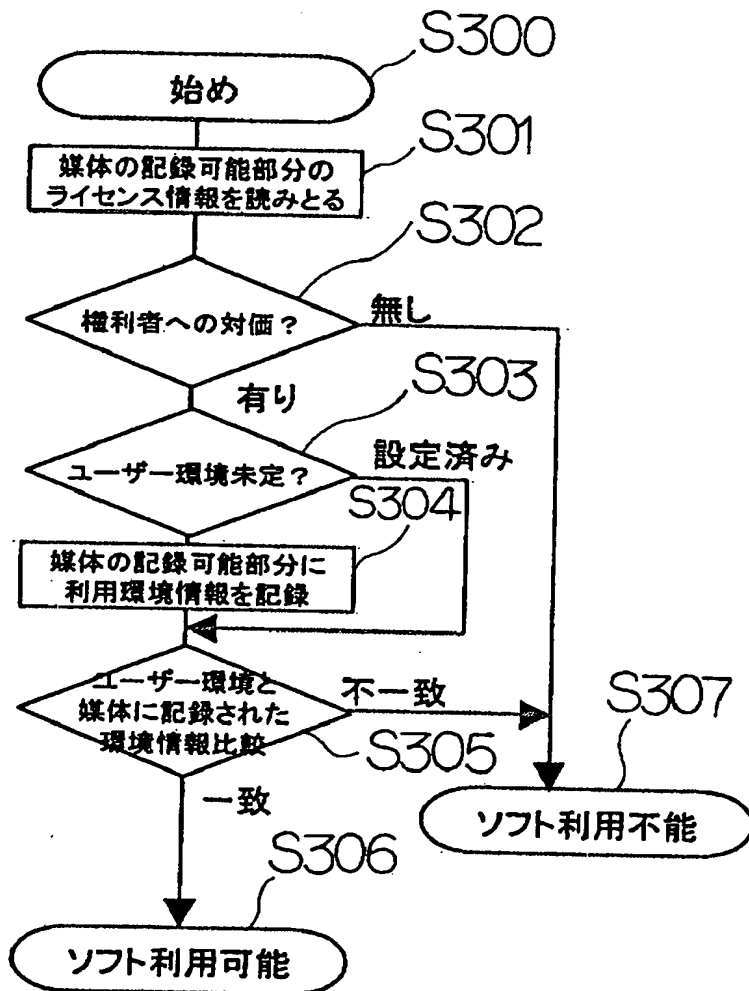 S300
始め
S301
媒体の記録可能部分の
ライセンス情報を読みとる
S302
権利者への対価?
無し
有り
S303
ユーザー環境未定?
設定済み
S304
媒体の記録可能部分に
利用環境情報を記録
ユーザー環境と
媒体に記録された
環境情報比較
不一致
S305
一致
S307
ソフト利用不能
S306
ソフト利用可能